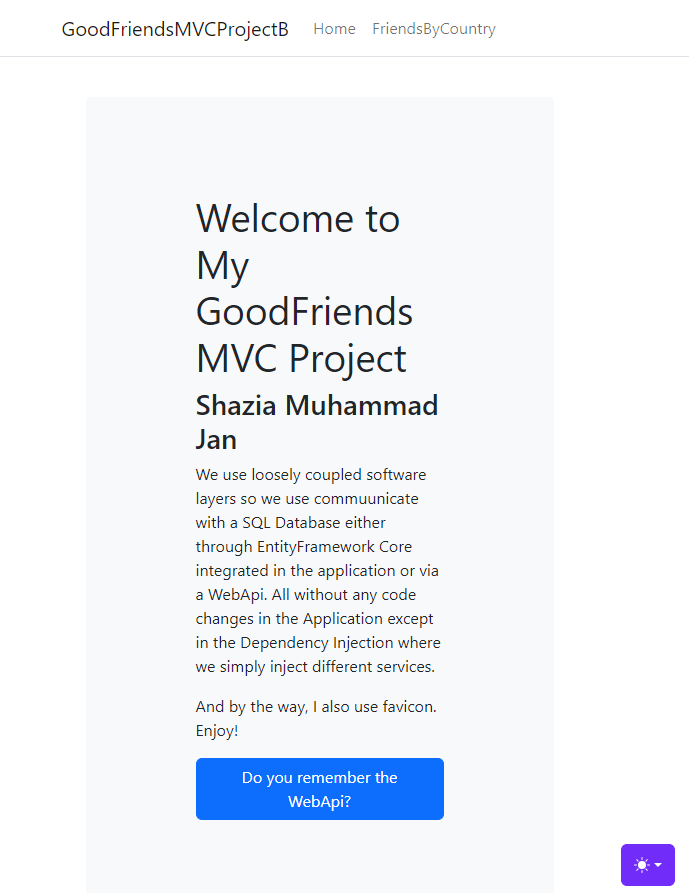 GoodFriendsMVCProjectB Home FriendsByCountry
Welcome to
My
GoodFriends
MVC Project
Shazia Muhammad
Jan
We use loosely coupled software
layers so we use commuunicate
with a SQL Database either
through EntityFramework Core
integrated in the application or via
a WebApi. All without any code
changes in the Application except
in the Dependency Injection where
we simply inject different services.
And by the way, I also use favicon.
Enjoy!
Do you remember the
WebApi?